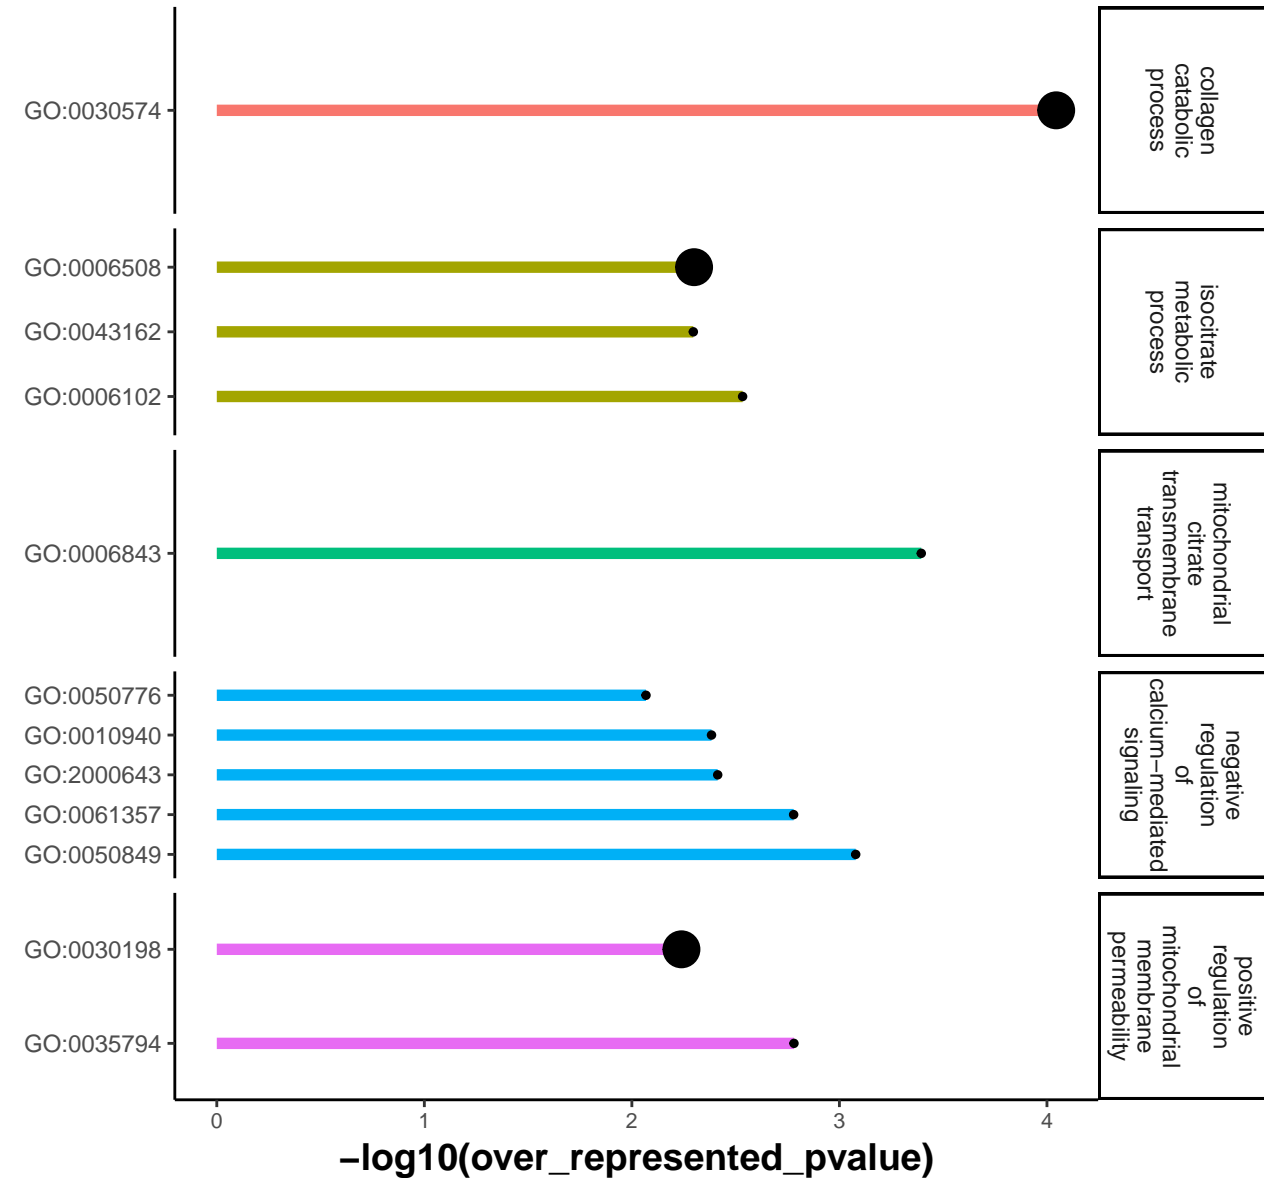 GO:0030574
collagen
catabolic
process
GO:0006508
GO:0043162
GO:0006102
isocitrate
metabolic
process
GO:0006843
mitochondrial
citrate
transmembrane
transport
GO:0050776
GO:0010940
GO:2000643
GO:0061357
GO:0050849
negative
regulation
of
calcium−mediated
signaling
GO:0030198
GO:0035794
positive
regulation
of
mitochondrial
membrane
permeability
0 1 2 3 4
−log10(over_represented_pvalue)